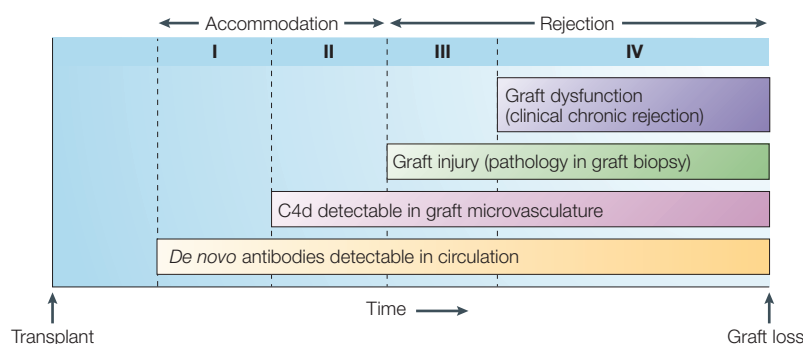 Accommodation Rejection
I II III IV
Graft dysfunction
(clinical chronic rejection)
Graft injury (pathology in graft biopsy)
C4d detectable in graft microvasculature
De novo antibodies detectable in circulation
Time
Transplant Graft loss